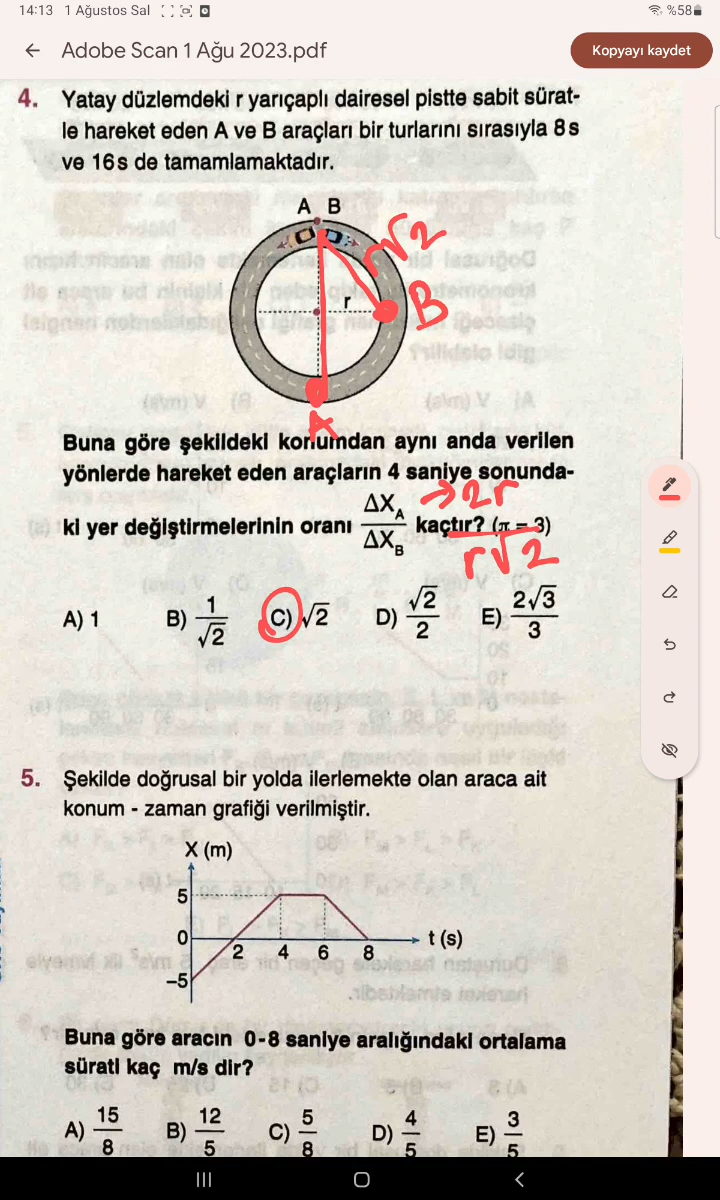 14:13 1 Ağustos Sal %58
Adobe Scan 1 Ağu 2023.pdf
Kopyayı kaydet
4. Yatay düzlemdeki r yarıçaplı dairesel pistte sabit sürat-
le hareket eden A ve B araçları bir turlarını sırasıyla 8 s
ve 16 s de tamamlamaktadır.
A B
r√2
r
B
A
Buna göre şekildeki konumdan aynı anda verilen
yönlerde hareket eden araçların 4 saniye sonunda-
ki yer değiştirmelerinin oranı ΔX_A / ΔX_B kaçtır? (π = 3)
→ 2r
r√2
A) 1 B) 1/√2 C) √2 D) √2/2 E) 2√3/3
5. Şekilde doğrusal bir yolda ilerlemekte olan araca ait
konum - zaman grafiği verilmiştir.
X (m)
5
0 2 4 6 8 t (s)
–5
Buna göre aracın 0-8 saniye aralığındaki ortalama
sürati kaç m/s dir?
A) 15/8 B) 12/5 C) 5/8 D) 4/5 E) 3/5